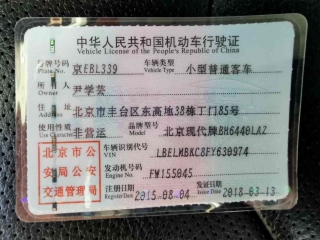 中华人民共和国机动车行驶证
Vehicle License of the People's Republic of China
号牌号码 京EBL339 车辆类型 小型普通客车
Plate No. Vehicle Type
所有人 尹学芸
Owner
住址 北京市丰台区东高地38栋丁门85号
Address
使用性质 非营运 品牌型号 北京现代牌BH6440LAZ
Use Character Model
北京市公 车辆识别代号 LBELMBKC8FY630974
VIN
安局公安 发动机号码 FW155045
Engine No.
交通管理局 注册日期 2015-08-04 发证日期 2018-03-13
Register Date Issue Date